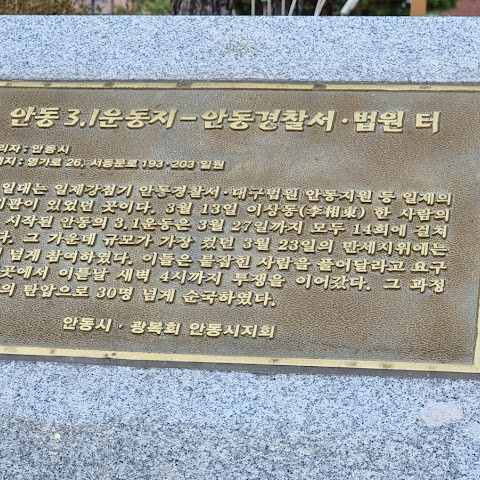 안동 3.1운동지 - 안동경찰서 · 법원 터
리자 : 안동시
지 : 영가로 26, 서동문로 193·203 일원
일대는 일제강점기 안동경찰서·대구법원 안동지원 등 일제의
기관이 있었던 곳이다. 3월 13일 이상동(李相東) 한 사람의
시작된 안동의 3.1운동은 3월 27일까지 모두 14회에 걸쳐
다. 그 가운데 규모가 가장 컸던 3월 23일의 만세시위에는
넘게 참여하였다. 이들은 붙잡힌 사람을 풀어달라고 요구
곳에서 이튿날 새벽 4시까지 투쟁을 이어갔다. 그 과정
의 탄압으로 30명 넘게 순국하였다.
안동시 · 광복회 안동시지회